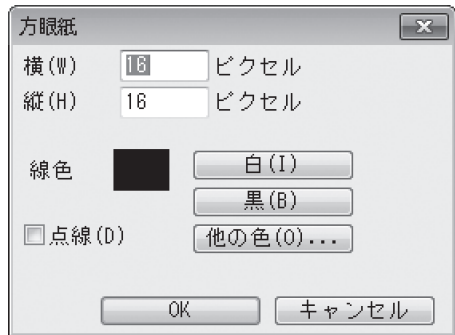 方眼紙
横(W) 16 ピクセル
縦(H) 16 ピクセル
線色 白(I)
黒(B)
点線(D) 他の色(O)...
OK キャンセル